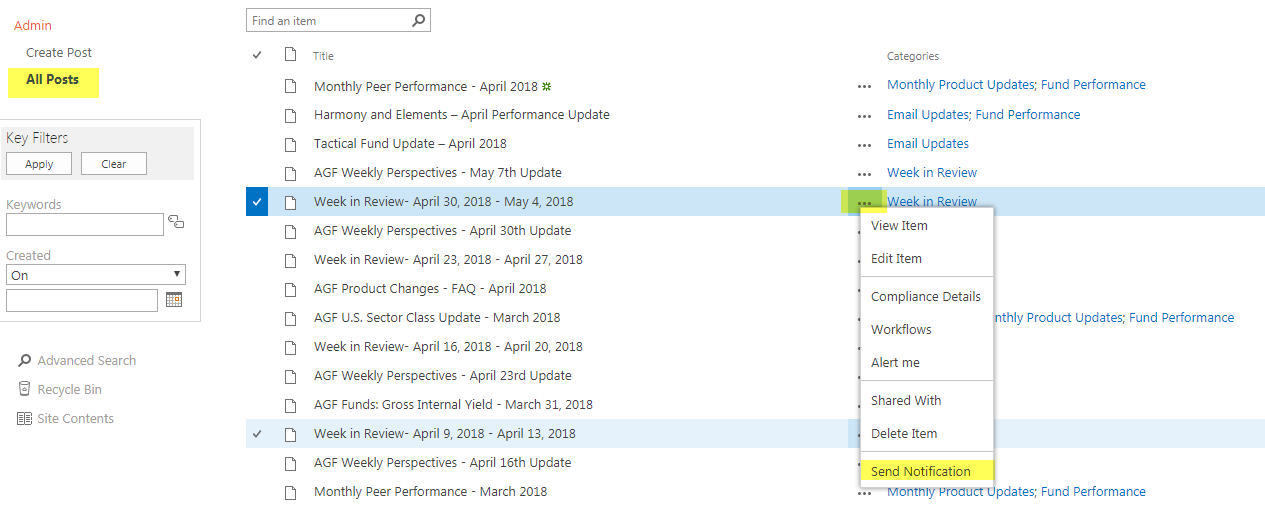 Admin
Create Post
All Posts
Key Filters
Apply Clear
Keywords
Created
On
Advanced Search
Recycle Bin
Site Contents
Find an item
Title Categories
Monthly Peer Performance - April 2018 ... Monthly Product Updates; Fund Performance
Harmony and Elements – April Performance Update ... Email Updates; Fund Performance
Tactical Fund Update – April 2018 ... Email Updates
AGF Weekly Perspectives - May 7th Update ... Week in Review
Week in Review- April 30, 2018 - May 4, 2018 ... Week in Review
AGF Weekly Perspectives - April 30th Update
Week in Review- April 23, 2018 - April 27, 2018
AGF Product Changes - FAQ - April 2018
AGF U.S. Sector Class Update - March 2018 nthly Product Updates; Fund Performance
Week in Review- April 16, 2018 - April 20, 2018
AGF Weekly Perspectives - April 23rd Update
AGF Funds: Gross Internal Yield - March 31, 2018
Week in Review- April 9, 2018 - April 13, 2018
AGF Weekly Perspectives - April 16th Update
Monthly Peer Performance - March 2018 ... Monthly Product Updates; Fund Performance
View Item
Edit Item
Compliance Details
Workflows
Alert me
Shared With
Delete Item
Send Notification